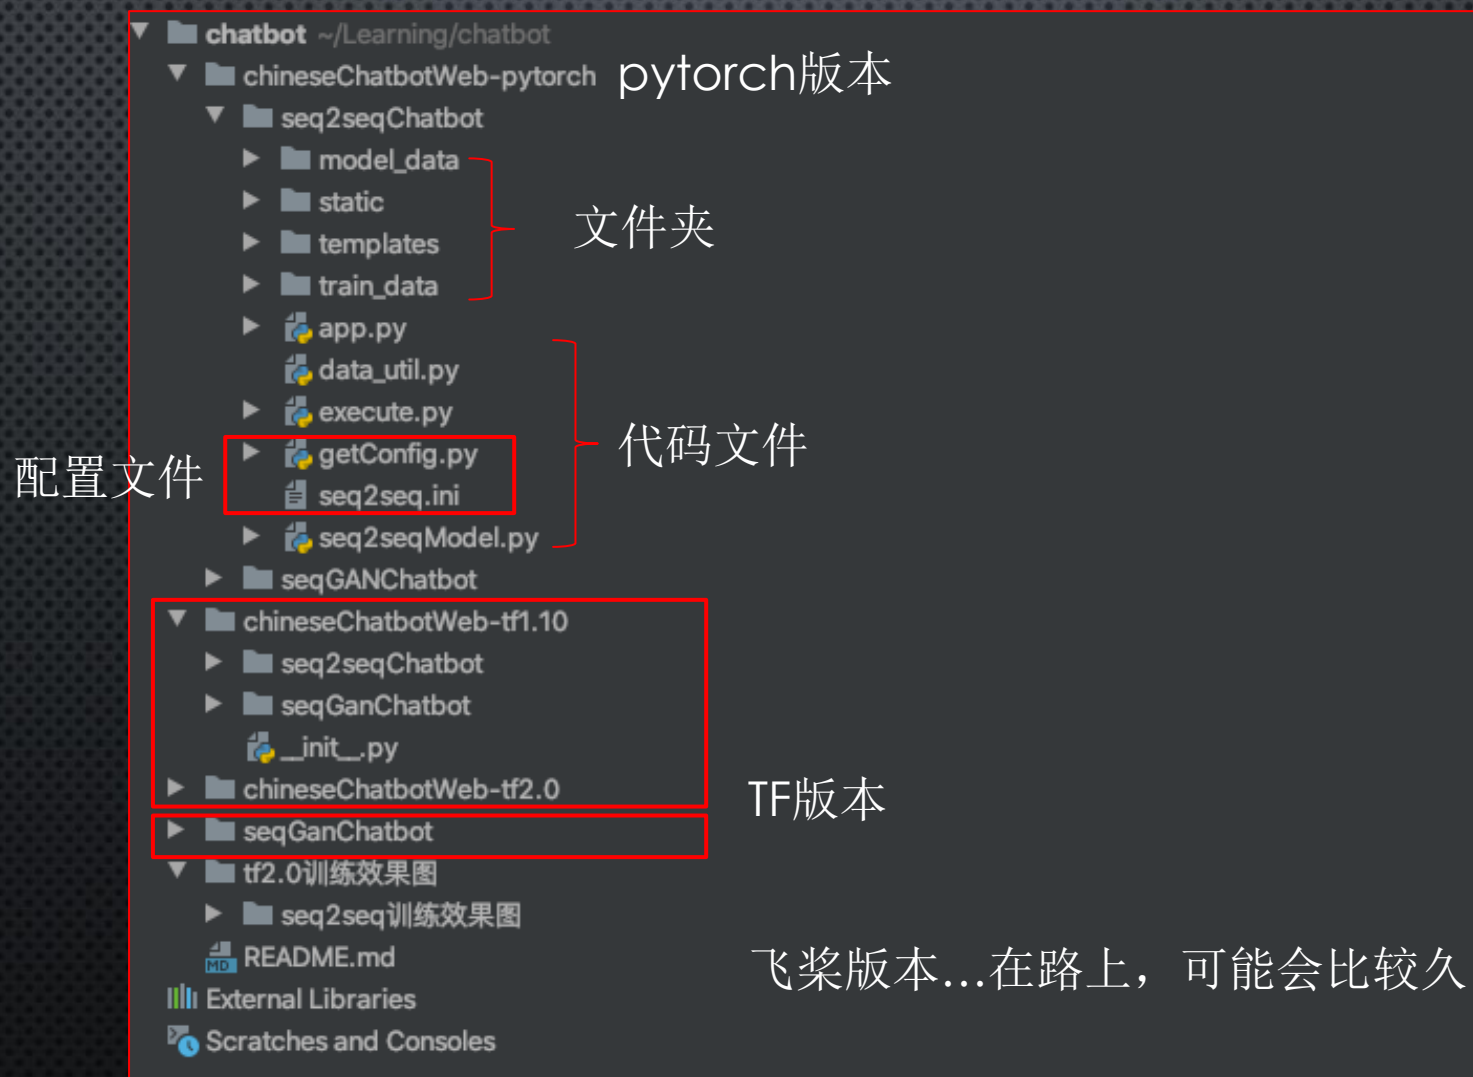 chatbot ~/Learning/chatbot
chineseChatbotWeb-pytorch
pytorch版本
seq2seqChatbot
model_data
static
templates
train_data
文件夹
app.py
data_util.py
execute.py
getConfig.py
seq2seq.ini
seq2seqModel.py
代码文件
配置文件
seqGANChatbot
chineseChatbotWeb-tf1.10
seq2seqChatbot
seqGanChatbot
__init__.py
chineseChatbotWeb-tf2.0
TF版本
seqGanChatbot
tf2.0训练效果图
seq2seq训练效果图
MD README.md
飞桨版本...在路上，可能会比较久
External Libraries
Scratches and Consoles